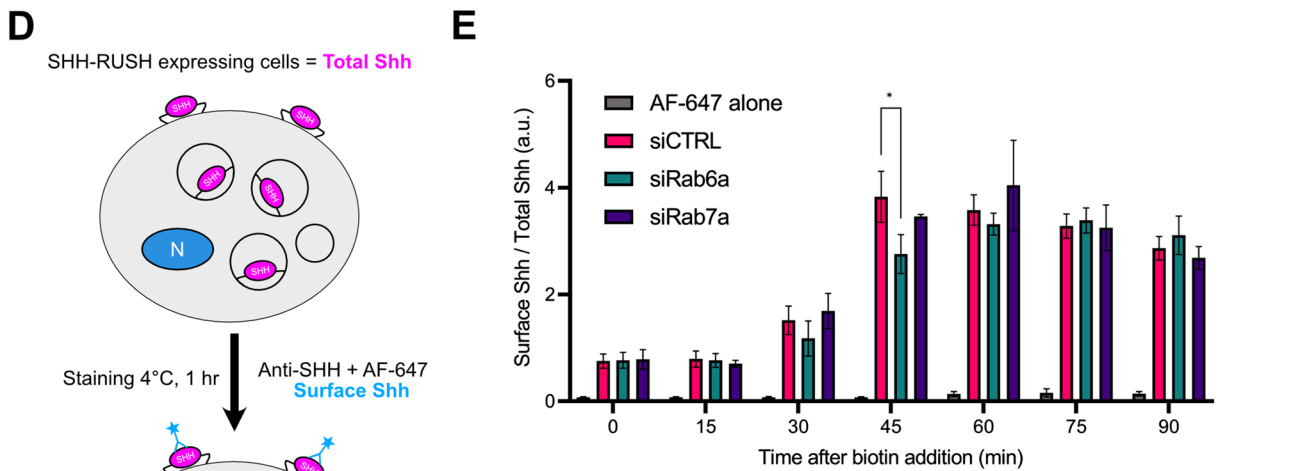 D
SHH-RUSH expressing cells = Total Shh
SHH
SHH
SHH
SHH
N
SHH
Staining 4°C, 1 hr
Anti-SHH + AF-647
Surface Shh
SHH
SHH
E
Surface Shh / Total Shh (a.u.)
6
4
2
0
AF-647 alone
siCTRL
siRab6a
siRab7a
*
0 15 30 45 60 75 90
Time after biotin addition (min)